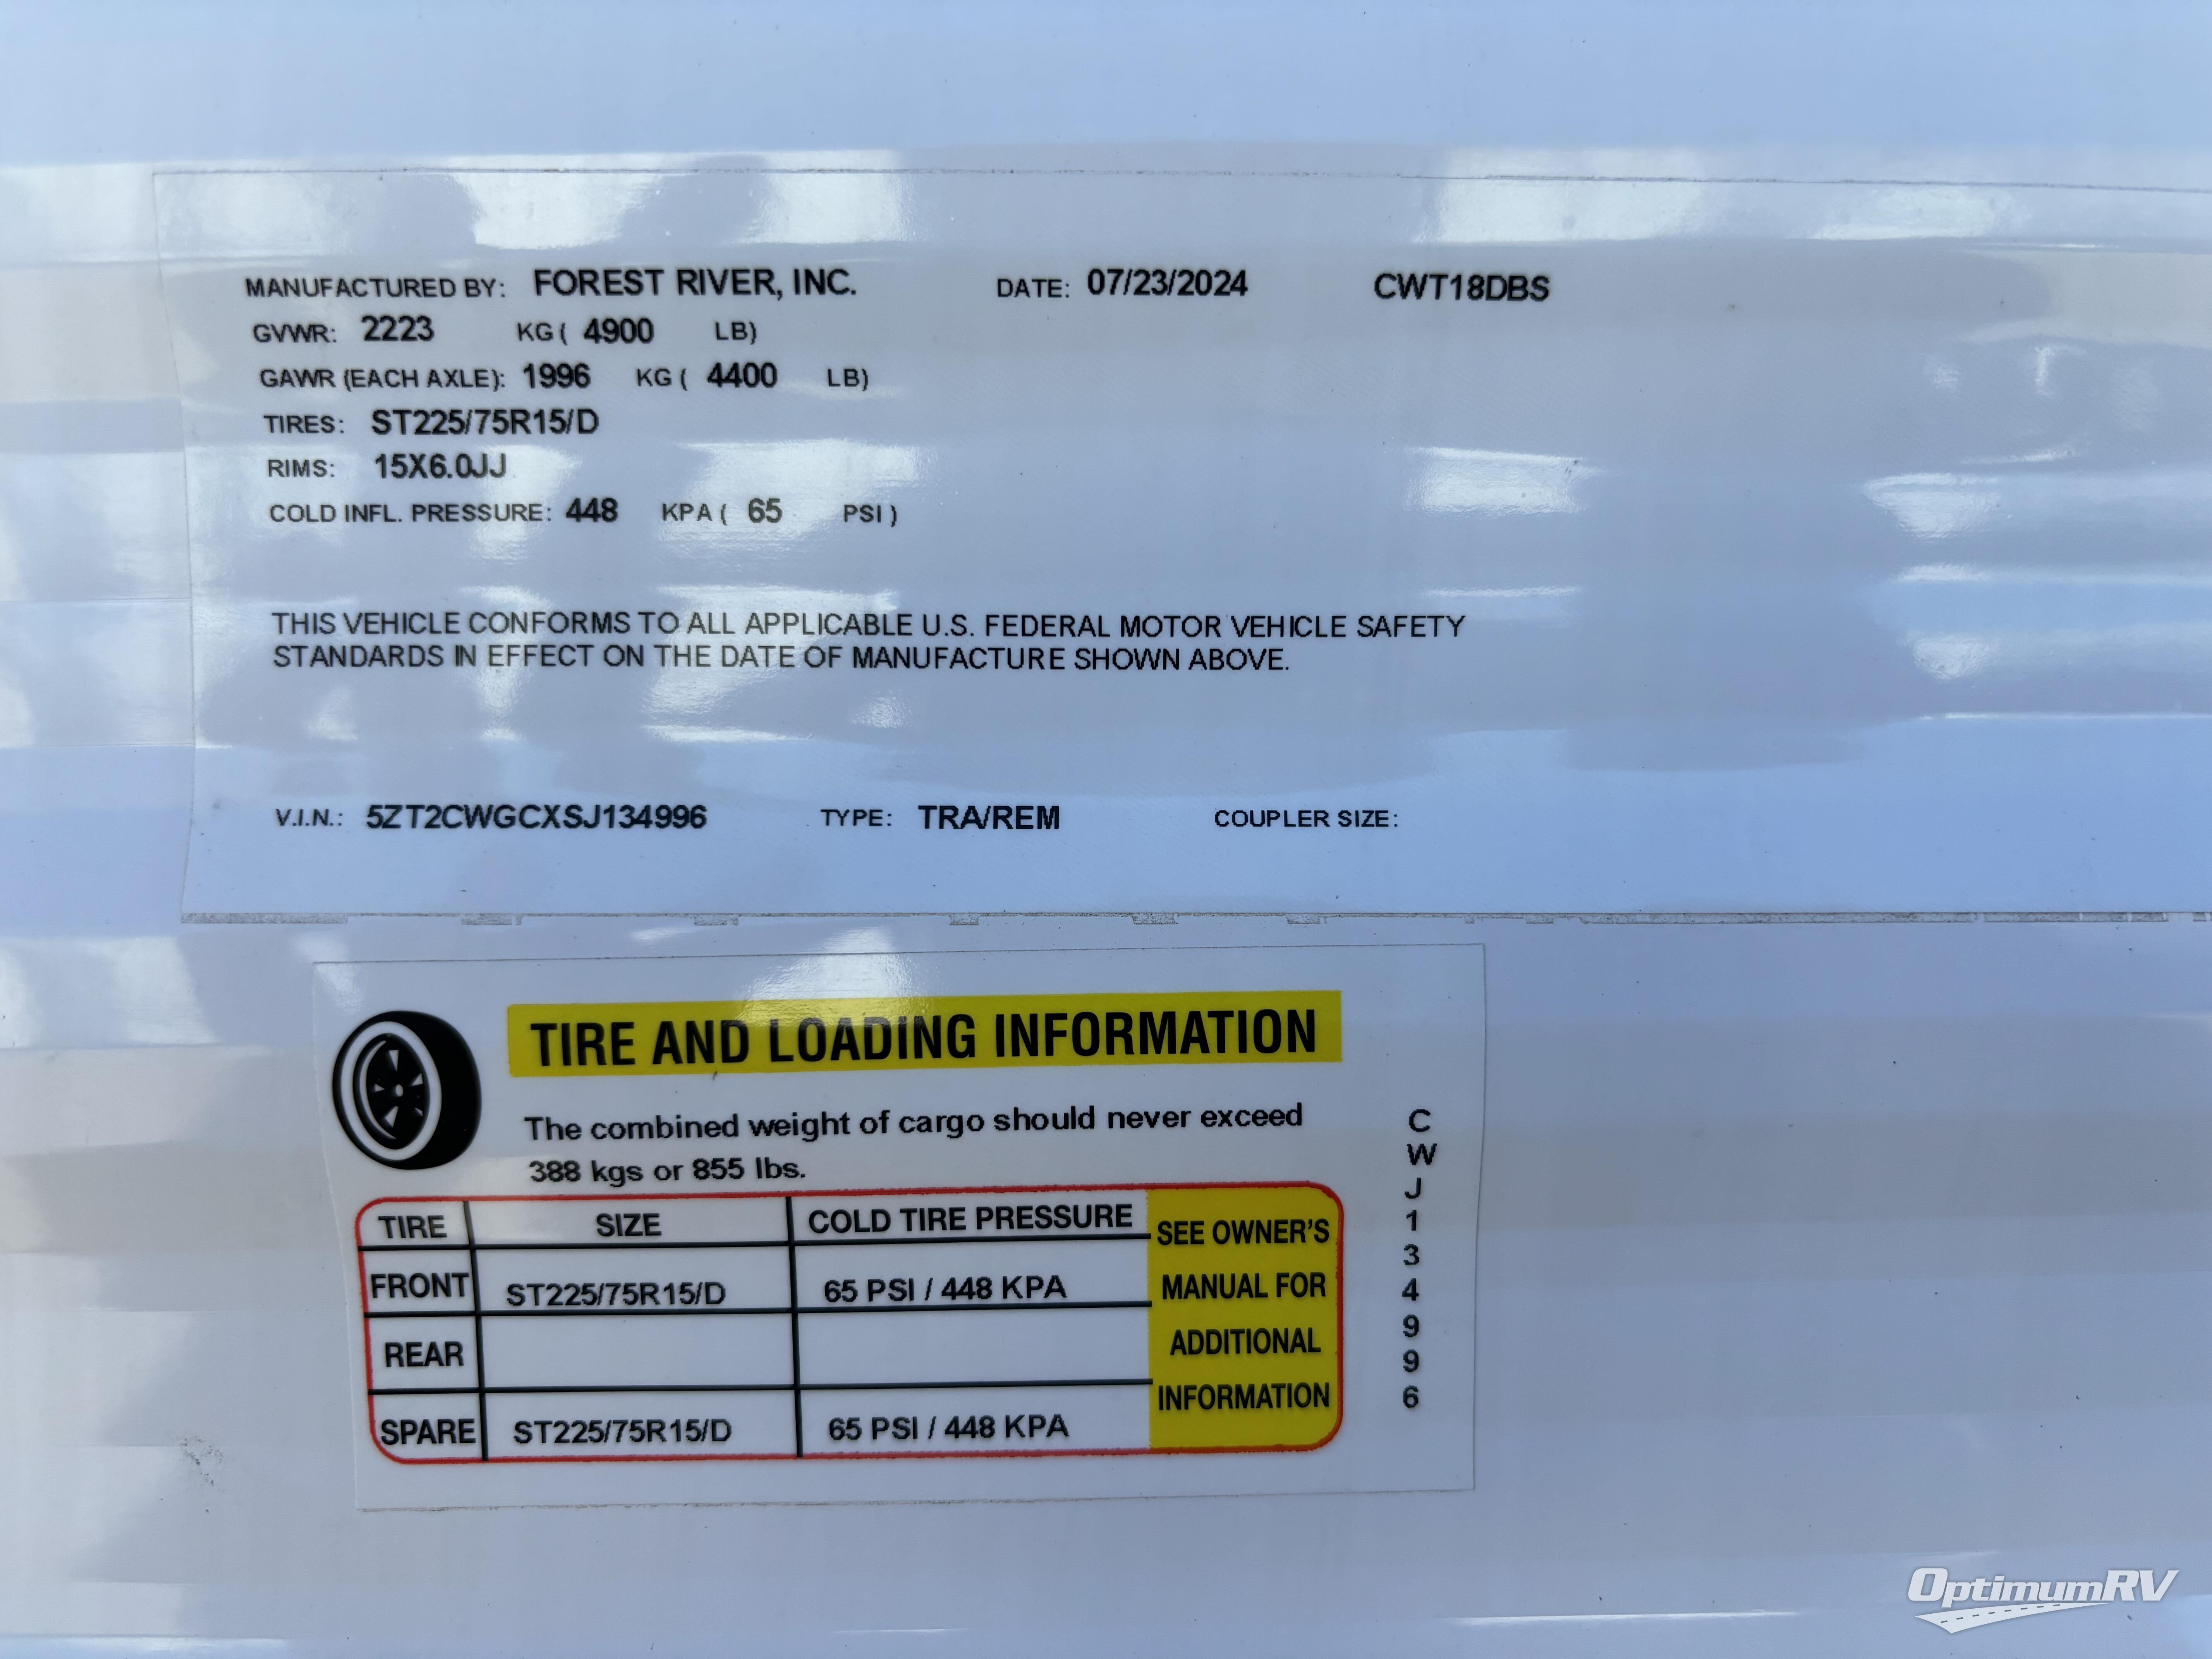 MANUFACTURED BY: FOREST RIVER, INC. DATE: 07/23/2024 CWT18DBS
GVWR: 2223 KG ( 4900 LB)
GAWR (EACH AXLE): 1996 KG ( 4400 LB)
TIRES: ST225/75R15/D
RIMS: 15X6.0JJ
COLD INFL. PRESSURE: 448 KPA ( 65 PSI )
THIS VEHICLE CONFORMS TO ALL APPLICABLE U.S. FEDERAL MOTOR VEHICLE SAFETY
STANDARDS IN EFFECT ON THE DATE OF MANUFACTURE SHOWN ABOVE.
V.I.N.: 5ZT2CWGCXSJ134996 TYPE: TRA/REM COUPLER SIZE:
TIRE AND LOADING INFORMATION
The combined weight of cargo should never exceed
388 kgs or 855 lbs.
TIRE SIZE COLD TIRE PRESSURE
FRONT ST225/75R15/D 65 PSI / 448 KPA
REAR
SPARE ST225/75R15/D 65 PSI / 448 KPA
SEE OWNER'S
MANUAL FOR
ADDITIONAL
INFORMATION
C
W
J
1
3
4
9
9
6
OptimumRV